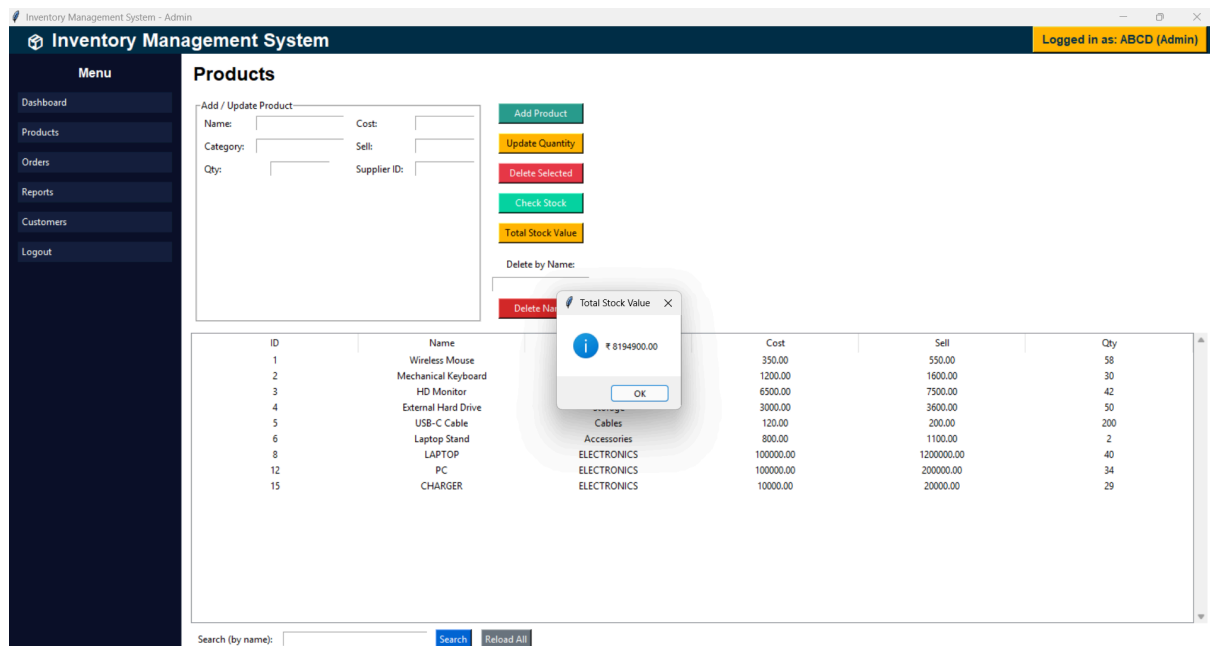 Inventory Management System - Admin
Inventory Management System
Logged in as: ABCD (Admin)
Menu
Dashboard
Products
Orders
Reports
Customers
Logout
Products
Add / Update Product
Name: Cost:
Category: Sell:
Qty: Supplier ID:
Add Product
Update Quantity
Delete Selected
Check Stock
Total Stock Value
Delete by Name:
Delete
Total Stock Value
₹ 8194900.00
OK
ID Name Cost Sell Qty
1 Wireless Mouse 350.00 550.00 58
2 Mechanical Keyboard 1200.00 1600.00 30
3 HD Monitor 6500.00 7500.00 42
4 External Hard Drive 3000.00 3600.00 50
5 USB-C Cable Cables 120.00 200.00 200
6 Laptop Stand Accessories 800.00 1100.00 2
8 LAPTOP ELECTRONICS 100000.00 1200000.00 40
12 PC ELECTRONICS 100000.00 200000.00 34
15 CHARGER ELECTRONICS 10000.00 20000.00 29
Search (by name): Search Reload All